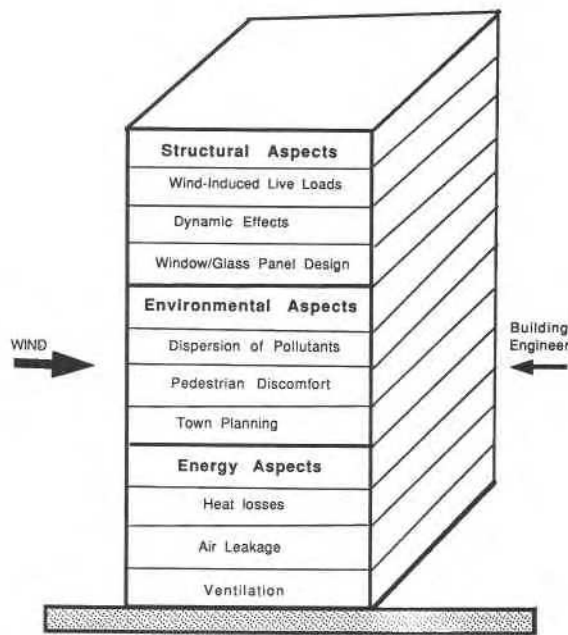 Structural Aspects
Wind-Induced Live Loads
Dynamic Effects
Window/Glass Panel Design
Environmental Aspects
WIND
Dispersion of Pollutants
Building
Engineer
Pedestrian Discomfort
Town Planning
Energy Aspects
Heat losses
Air Leakage
Ventilation